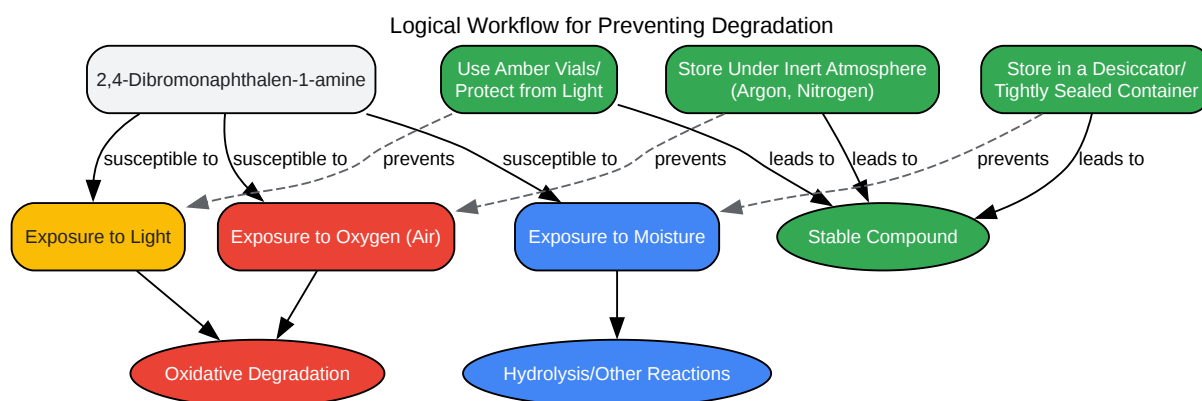 Logical Workflow for Preventing Degradation
2,4-Dibromonaphthalen-1-amine
Use Amber Vials/
Protect from Light
Store Under Inert Atmosphere
(Argon, Nitrogen)
Store in a Desiccator/
Tightly Sealed Container
susceptible to
susceptible to
prevents
susceptible to
prevents
leads to
leads to
prevents
leads to
Exposure to Light
Exposure to Oxygen (Air)
Exposure to Moisture
Stable Compound
Oxidative Degradation
Hydrolysis/Other Reactions